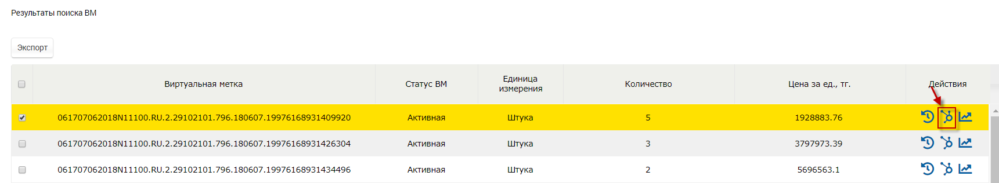 Результаты поиска ВМ
Экспорт
Виртуальная метка Статус ВМ Единица измерения Количество Цена за ед., тг. Действия
061707062018N11100.RU.2.29102101.796.180607.19976168931409920 Активная Штука 5 1928883.76
061707062018N11100.RU.2.29102101.796.180607.19976168931426304 Активная Штука 3 3797973.39
061707062018N11100.RU.2.29102101.796.180607.19976168931434496 Активная Штука 2 5696563.1